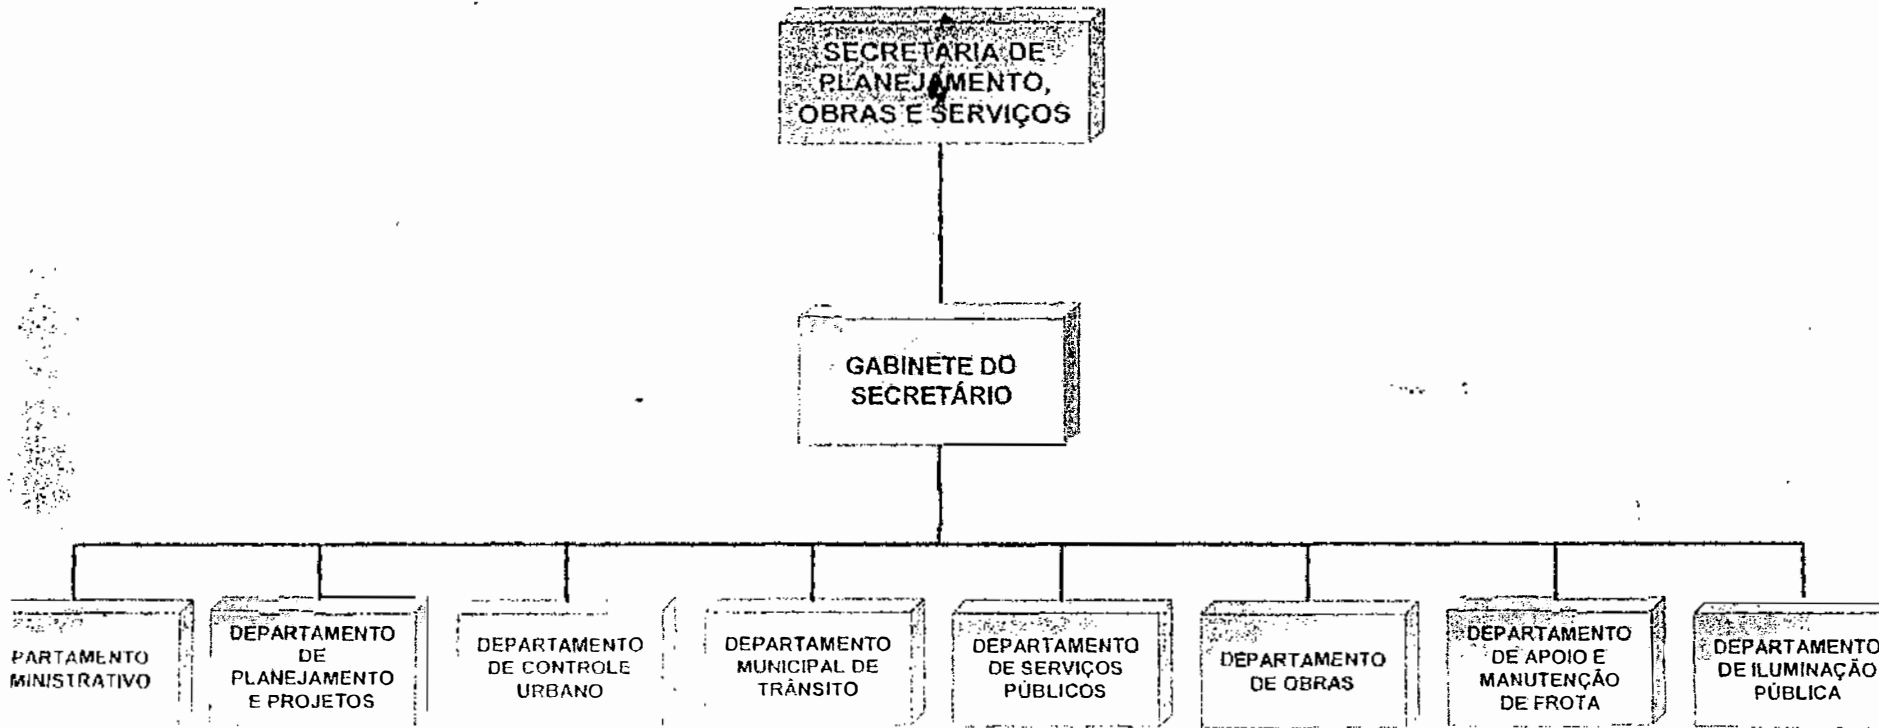 SECRETARIA DE
PLANEJAMENTO,
OBRAS E SERVIÇOS
GABINETE DO
SECRETÁRIO
PARTAMENTO
MINISTRATIVO
DEPARTAMENTO
DE
PLANEJAMENTO
E PROJETOS
DEPARTAMENTO
DE CONTROLE
URBANO
DEPARTAMENTO
MUNICIPAL DE
TRÂNSITO
DEPARTAMENTO
DE SERVIÇOS
PÚBLICOS
DEPARTAMENTO
DE OBRAS
DEPARTAMENTO
DE APOIO E
MANUTENÇÃO
DE FROTA
DEPARTAMENTO
DE ILUMINAÇÃO
PÚBLICA